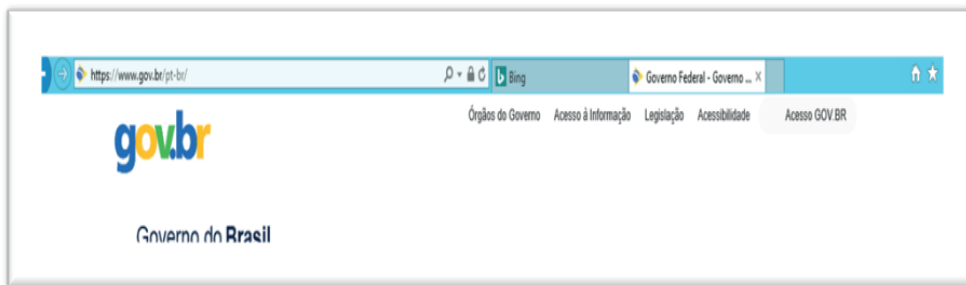 https://www.gov.br/pt-br/ Bing Governo Federal - Governo ... X
Órgãos do Governo Acesso à Informação Legislação Acessibilidade Acesso GOV.BR
gov.br
Governo do Brasil